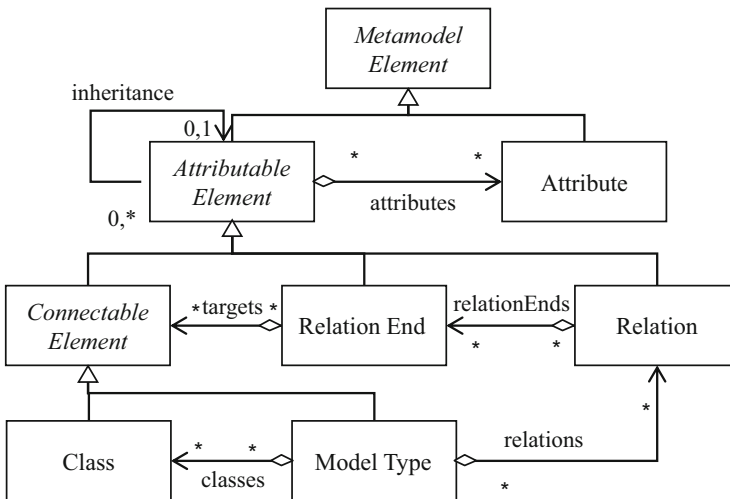 Metamodel
Element
inheritance
0,1
Attributable
Element
*
*
attributes
Attribute
0,*
Connectable
Element
*
targets
*
Relation End
relationEnds
*
*
Relation
Class
*
*
classes
Model Type
relations
*
*